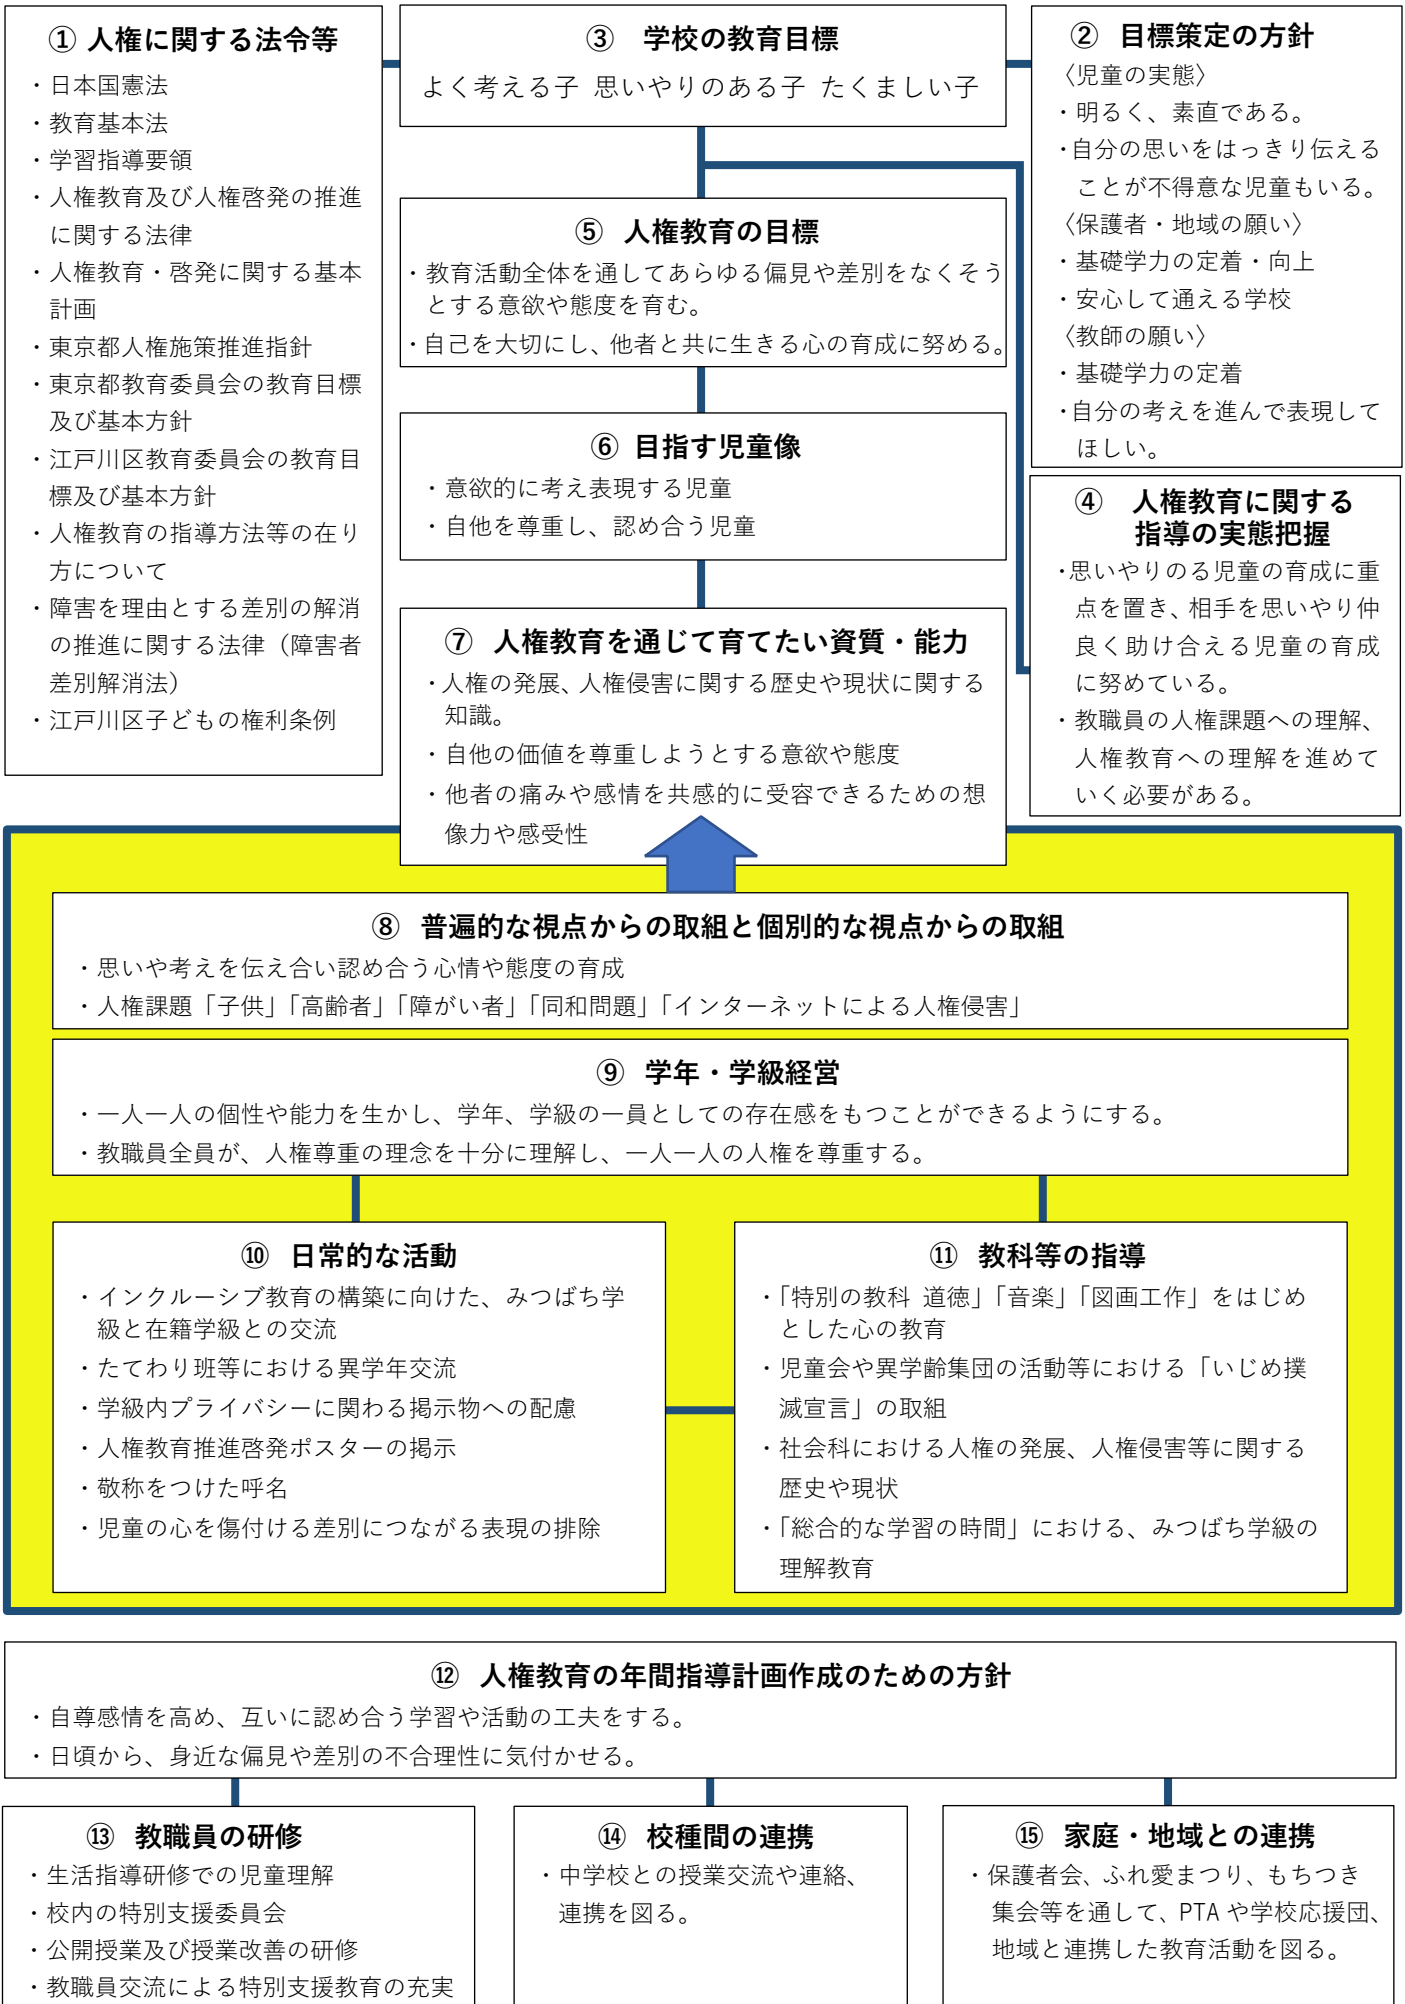 ① 人権に関する法令等
・日本国憲法
・教育基本法
・学習指導要領
・人権教育及び人権啓発の推進
に関する法律
・人権教育・啓発に関する基本
計画
・東京都人権施策推進指針
・東京都教育委員会の教育目標
及び基本方針
・江戸川区教育委員会の教育目
標及び基本方針
・人権教育の指導方法等の在り
方について
・障害を理由とする差別の解消
の推進に関する法律（障害者
差別解消法）
・江戸川区子どもの権利条例
③ 学校の教育目標
よく考える子 思いやりのある子 たくましい子
② 目標策定の方針
〈児童の実態〉
・明るく、素直である。
・自分の思いをはっきり伝える
ことが不得意な児童もいる。
〈保護者・地域の願い〉
・基礎学力の定着・向上
・安心して通える学校
〈教師の願い〉
・基礎学力の定着
・自分の考えを進んで表現して
ほしい。
④ 人権教育に関する
指導の実態把握
・思いやりのる児童の育成に重
点を置き、相手を思いやり仲
良く助け合える児童の育成
に努めている。
・教職員の人権課題への理解、
人権教育への理解を進めて
いく必要がある。
⑤ 人権教育の目標
・教育活動全体を通してあらゆる偏見や差別をなくそう
とする意欲や態度を育む。
・自己を大切にし、他者と共に生きる心の育成に努める。
⑥ 目指す児童像
・意欲的に考え表現する児童
・自他を尊重し、認め合う児童
⑦ 人権教育を通じて育てたい資質・能力
・人権の発展、人権侵害に関する歴史や現状に関する
知識。
・自他の価値を尊重しようとする意欲や態度
・他者の痛みや感情を共感的に受容できるための想
像力や感受性
⑧ 普遍的な視点からの取組と個別的な視点からの取組
・思いや考えを伝え合い認め合う心情や態度の育成
・人権課題「子供」「高齢者」「障がい者」「同和問題」「インターネットによる人権侵害」
⑨ 学年・学級経営
・一人一人の個性や能力を生かし、学年、学級の一員としての存在感をもつことができるようにする。
・教職員全員が、人権尊重の理念を十分に理解し、一人一人の人権を尊重する。
⑩ 日常的な活動
・インクルーシブ教育の構築に向けた、みつばち学
級と在籍学級との交流
・たてわり班等における異学年交流
・学級内プライバシーに関わる掲示物への配慮
・人権教育推進啓発ポスターの掲示
・敬称をつけた呼名
・児童の心を傷付ける差別につながる表現の排除
⑪ 教科等の指導
・「特別の教科 道徳」「音楽」「図画工作」をはじめ
とした心の教育
・児童会や異学齢集団の活動等における「いじめ撲
滅宣言」の取組
・社会科における人権の発展、人権侵害等に関する
歴史や現状
・「総合的な学習の時間」における、みつばち学級の
理解教育
⑫ 人権教育の年間指導計画作成のための方針
・自尊感情を高め、互いに認め合う学習や活動の工夫をする。
・日頃から、身近な偏見や差別の不合理性に気付かせる。
⑬ 教職員の研修
・生活指導研修での児童理解
・校内の特別支援委員会
・公開授業及び授業改善の研修
・教職員交流による特別支援教育の充実
⑭ 校種間の連携
・中学校との授業交流や連絡、
連携を図る。
⑮ 家庭・地域との連携
・保護者会、ふれ愛まつり、もちつき
集会等を通して、PTA や学校応援団、
地域と連携した教育活動を図る。